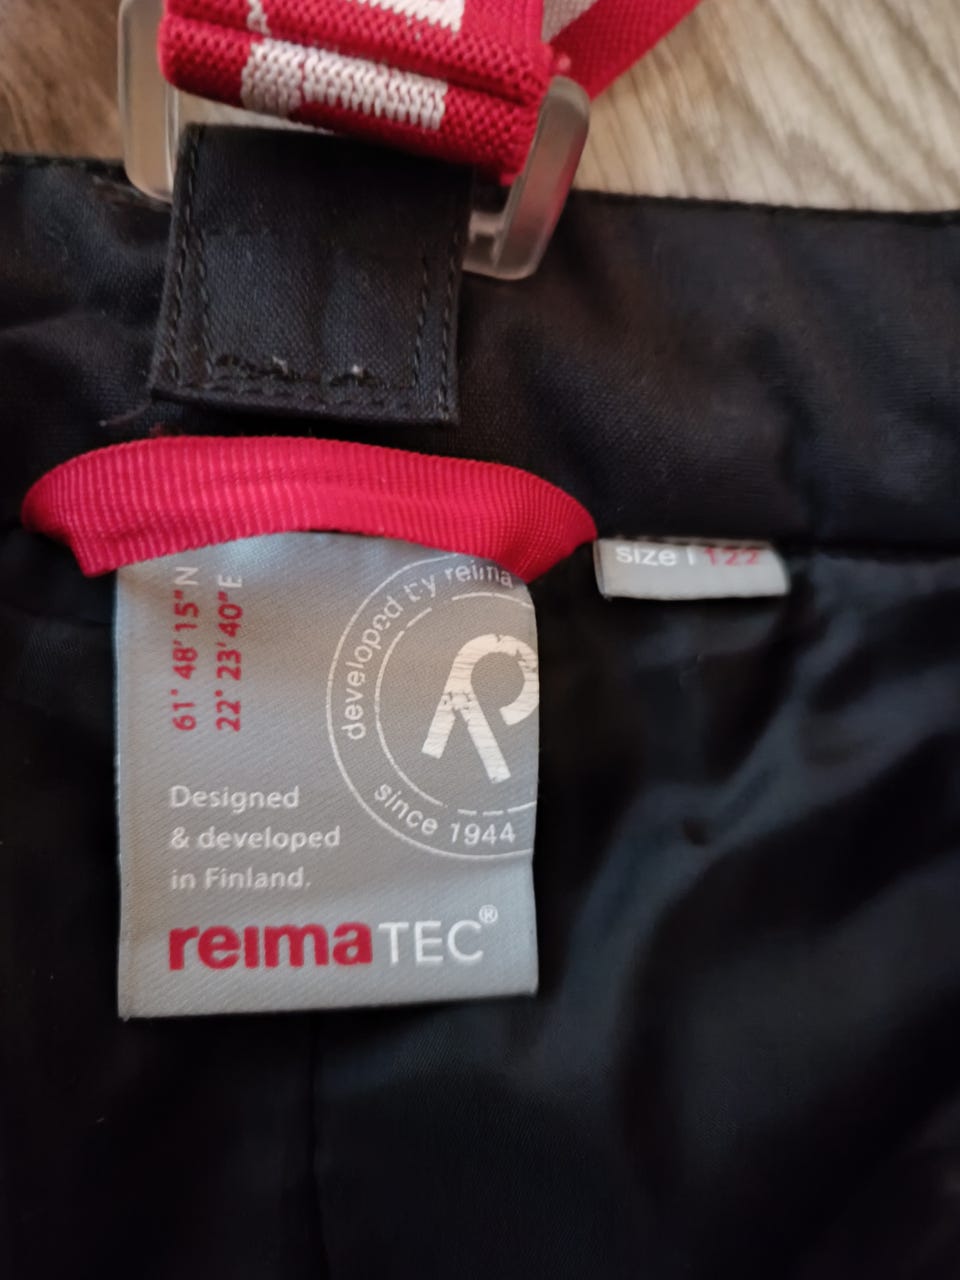 size | 122
61° 48' 15" N
22° 23' 40" E
developed by reima
since 1944
Designed
& developed
in Finland.
reimaTEC®